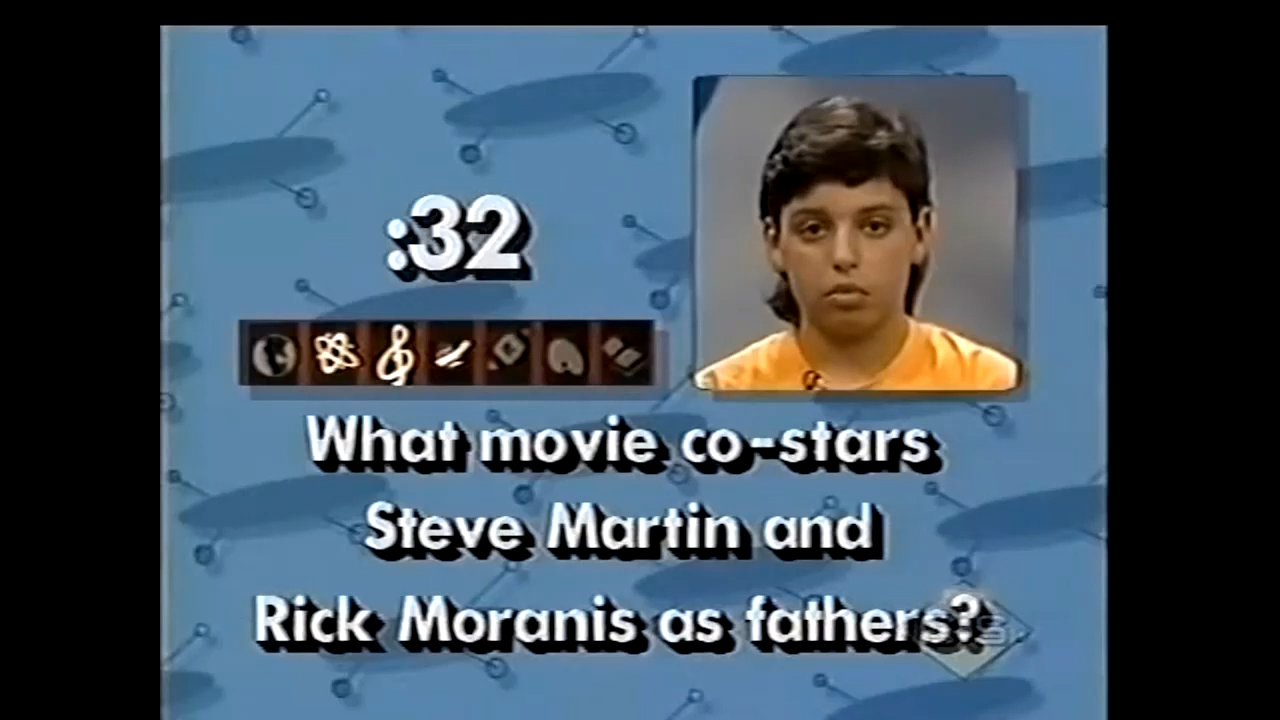 :32
What movie co-stars
Steve Martin and
Rick Moranis as fathers?